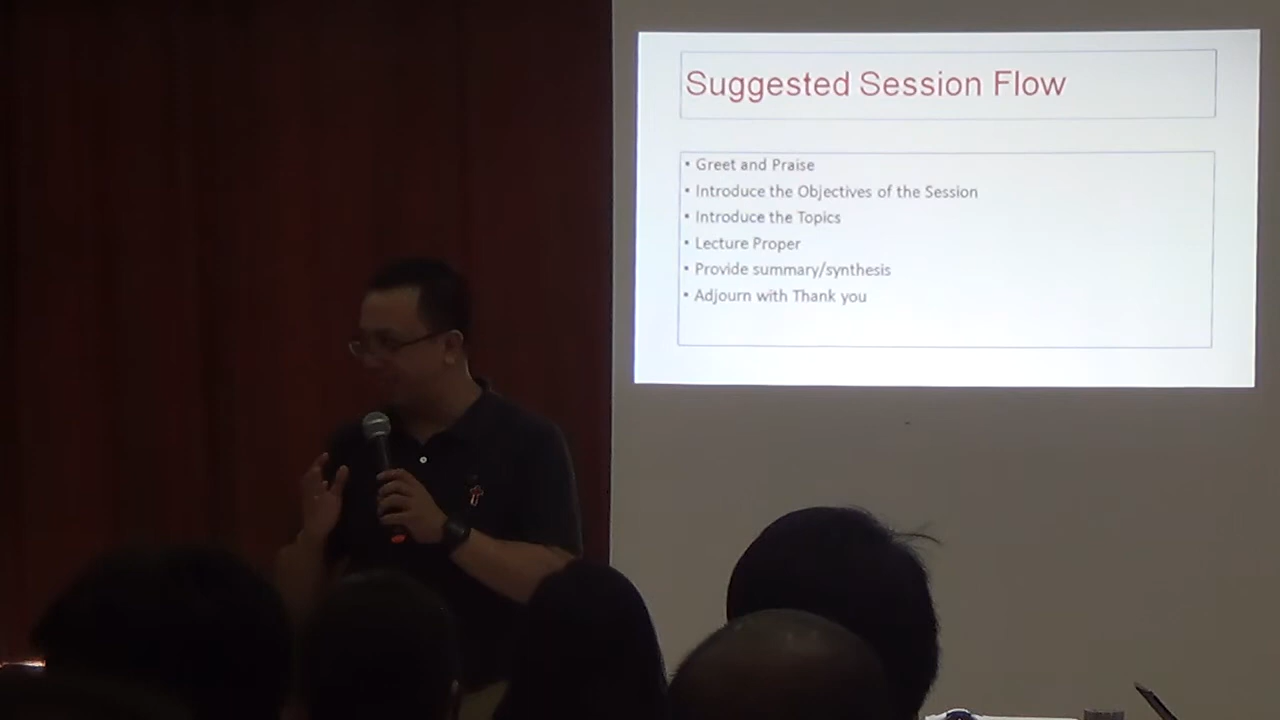 Suggested Session Flow
• Greet and Praise
• Introduce the Objectives of the Session
• Introduce the Topics
• Lecture Proper
• Provide summary/synthesis
• Adjourn with Thank you